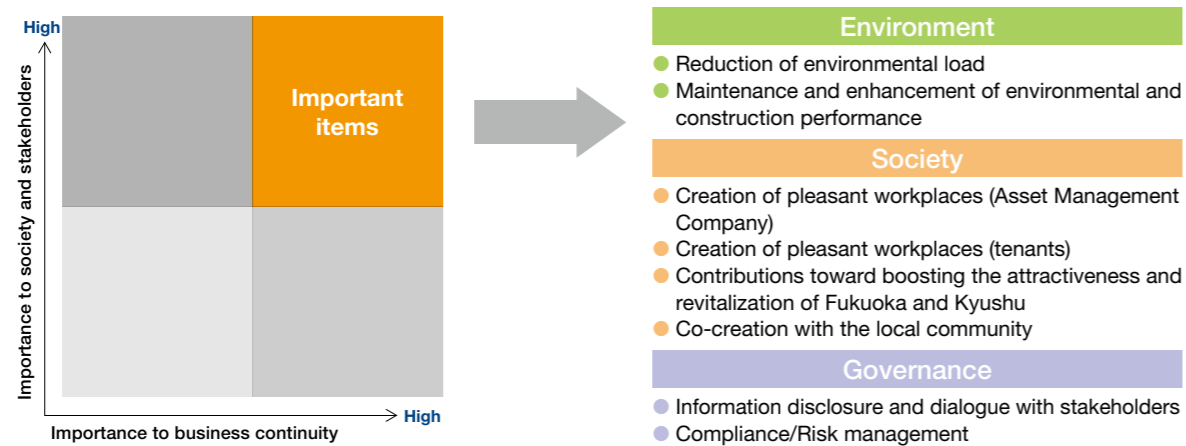 High
Importance to society and stakeholders
Important
items
High
Importance to business continuity
Environment
Reduction of environmental load
Maintenance and enhancement of environmental and
construction performance
Society
Creation of pleasant workplaces (Asset Management
Company)
Creation of pleasant workplaces (tenants)
Contributions toward boosting the attractiveness and
revitalization of Fukuoka and Kyushu
Co-creation with the local community
Governance
Information disclosure and dialogue with stakeholders
Compliance/Risk management